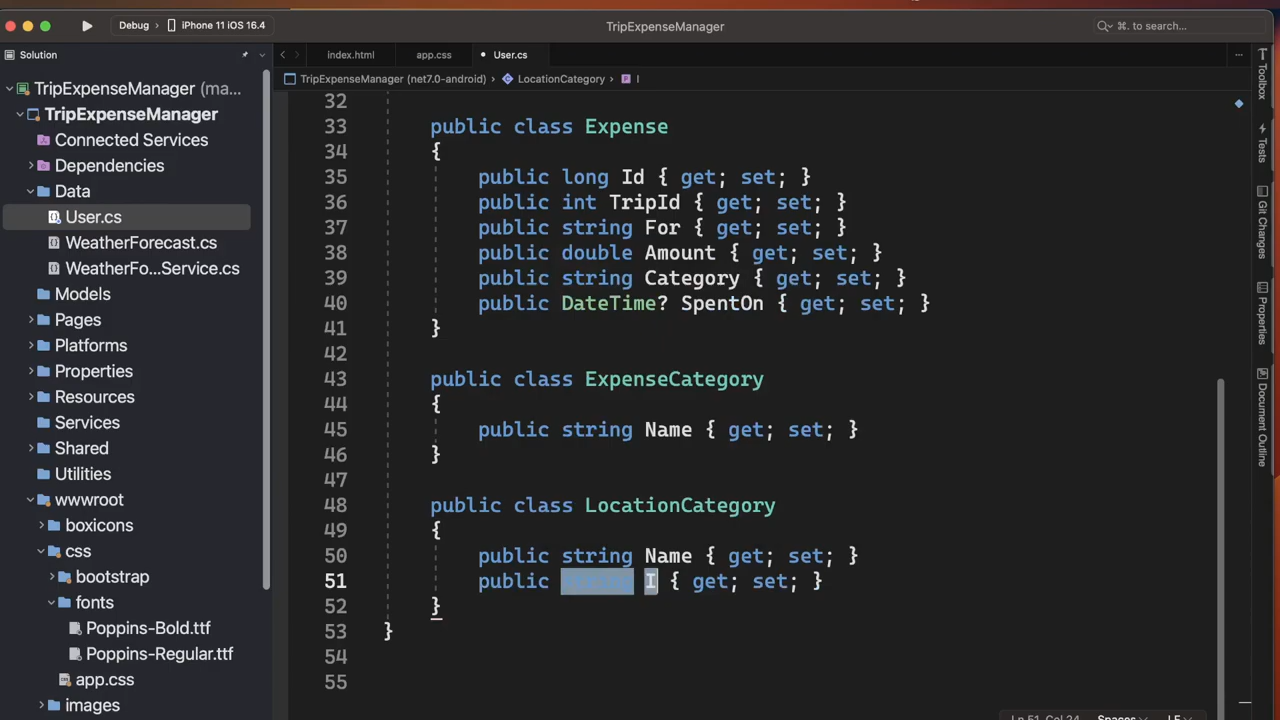 TripExpenseManager
Debug › iPhone 11 iOS 16.4
⌘. to search...
Solution
index.html
app.css
User.cs
TripExpenseManager (net7.0-android) › LocationCategory › I
TripExpenseManager (ma...
TripExpenseManager
Connected Services
Dependencies
Data
User.cs
WeatherForecast.cs
WeatherFo...Service.cs
Models
Pages
Platforms
Properties
Resources
Services
Shared
Utilities
wwwroot
boxicons
css
bootstrap
fonts
Poppins-Bold.ttf
Poppins-Regular.ttf
app.css
images
32
33 public class Expense
34 {
35 public long Id { get; set; }
36 public int TripId { get; set; }
37 public string For { get; set; }
38 public double Amount { get; set; }
39 public string Category { get; set; }
40 public DateTime? SpentOn { get; set; }
41 }
42
43 public class ExpenseCategory
44 {
45 public string Name { get; set; }
46 }
47
48 public class LocationCategory
49 {
50 public string Name { get; set; }
51 public string I { get; set; }
52 }
53 }
54
55
Toolbox
Tests
Git Changes
Properties
Document Outline
Ln 51, Col 24
Spaces
LF